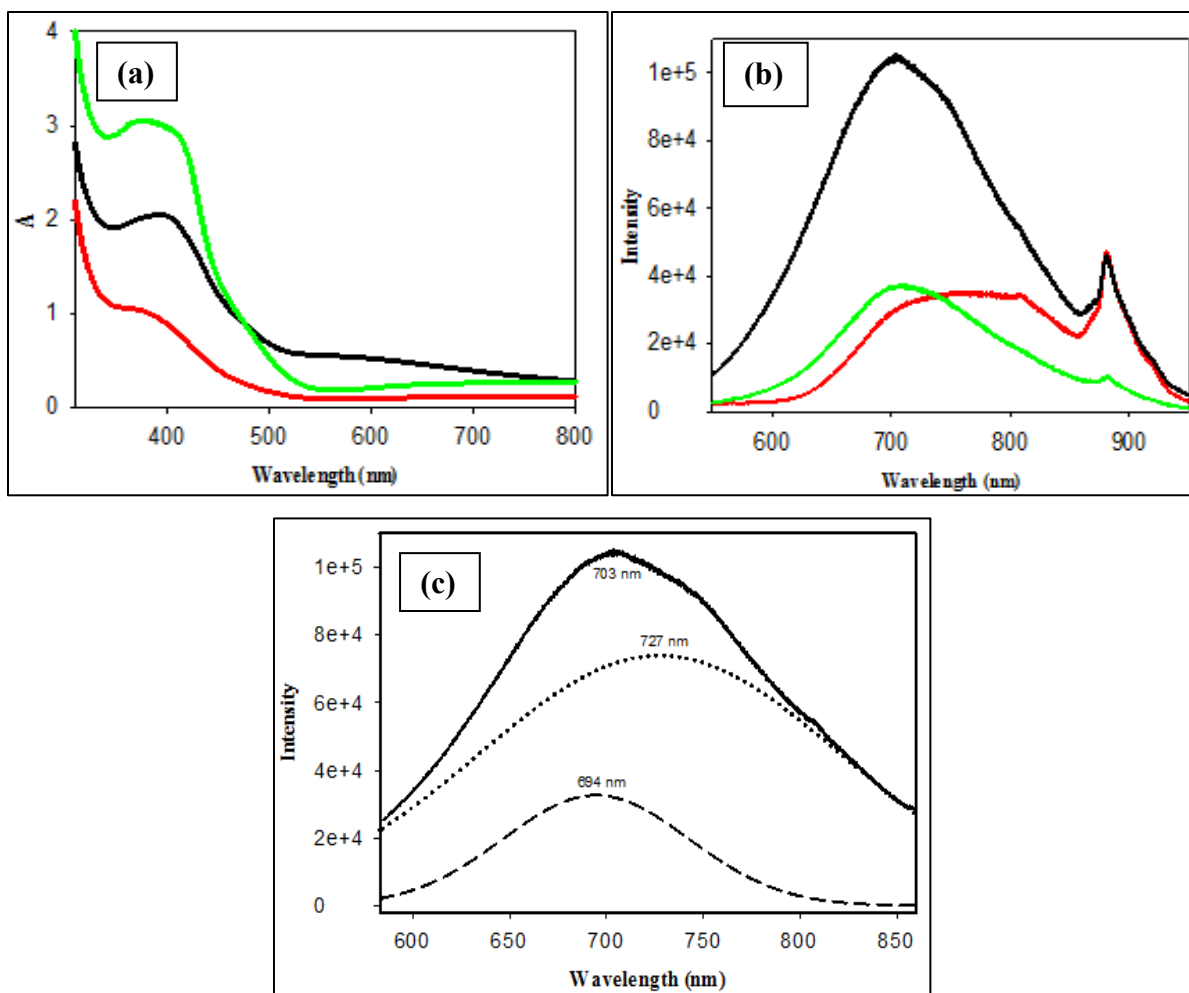 4
3
2
1
0
A
(a)
400 500 600 700 800
Wavelength (nm)
1e+5
8e+4
6e+4
4e+4
2e+4
0
Intensity
(b)
600 700 800 900
Wavelength (nm)
1e+5
8e+4
6e+4
4e+4
2e+4
0
Intensity
(c)
703 nm
727 nm
694 nm
600 650 700 750 800 850
Wavelength (nm)